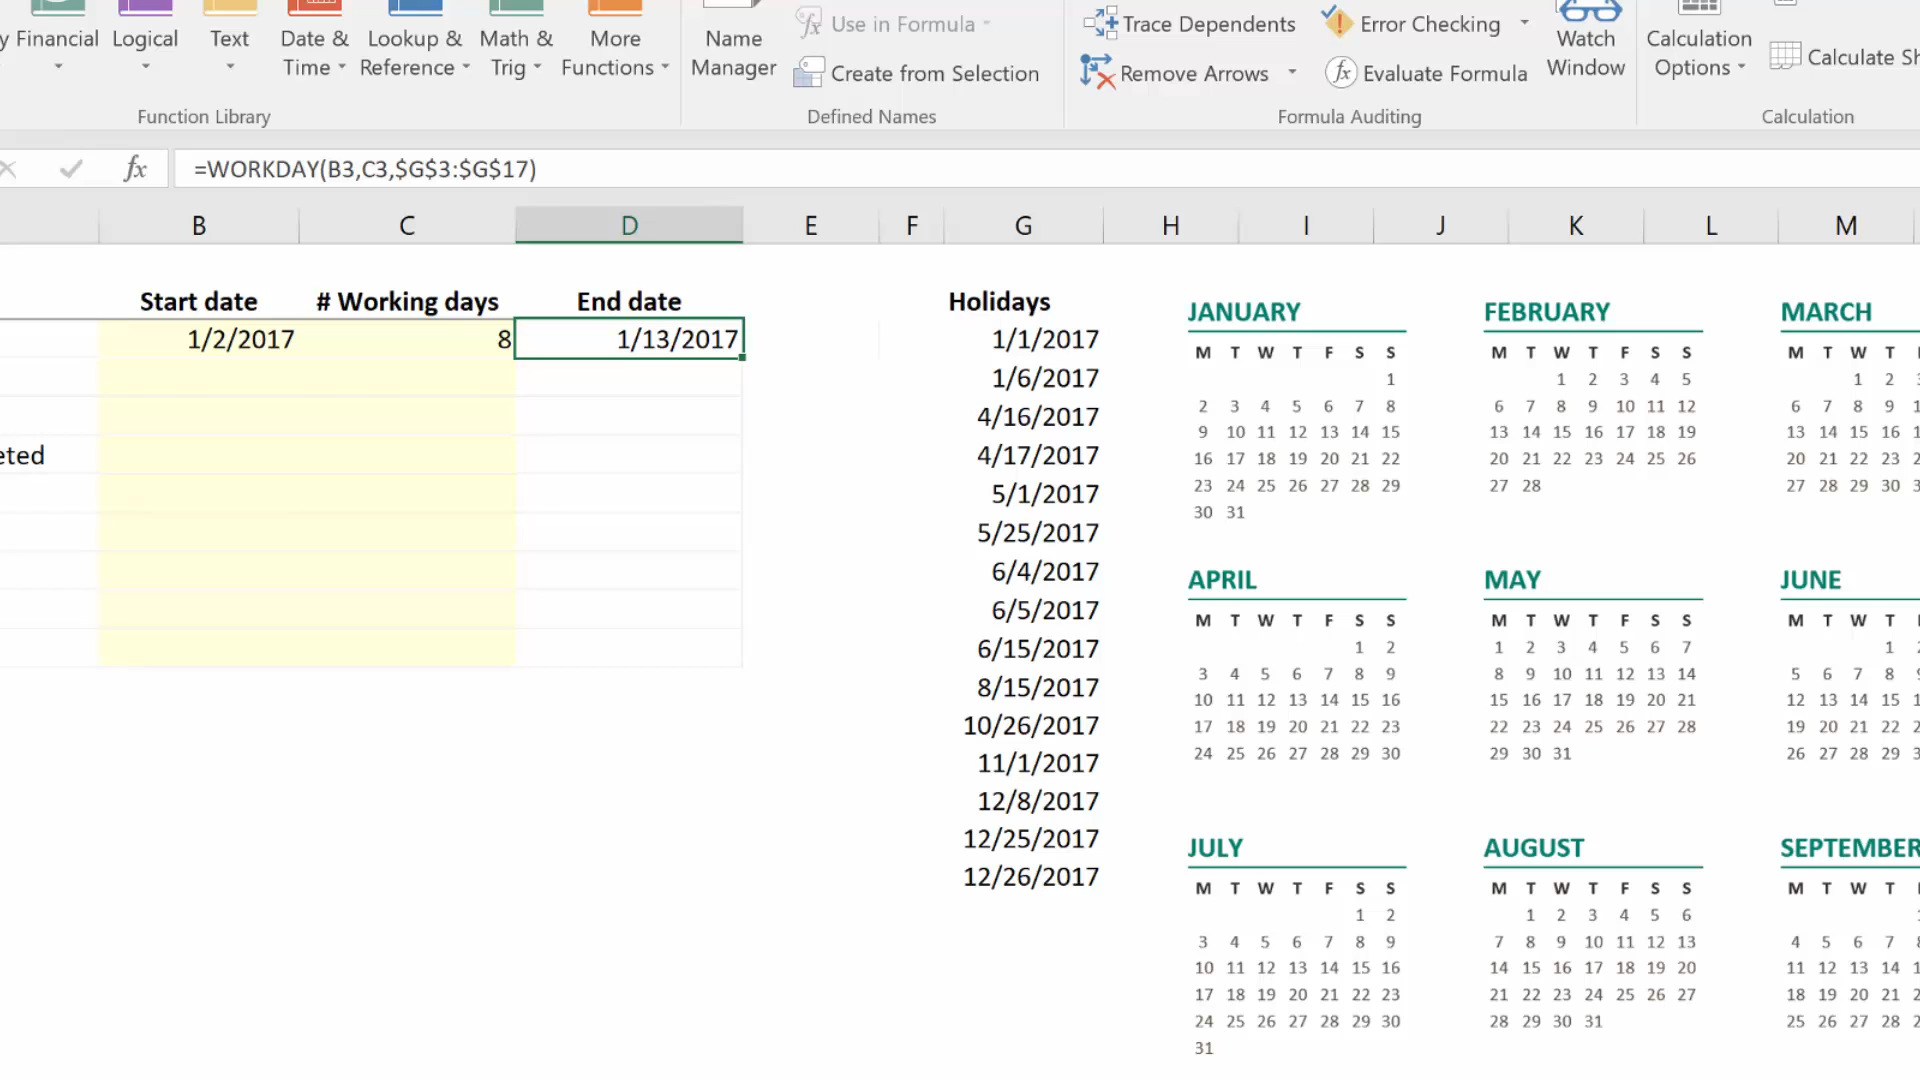 y Financial Logical Text Date & Time Lookup & Reference Math & Trig More Functions
Function Library
Name Manager
Use in Formula
Create from Selection
Defined Names
Trace Dependents
Remove Arrows
Error Checking
Evaluate Formula
Formula Auditing
Watch Window
Calculation Options
Calculate Sh
Calculation
fx =WORKDAY(B3,C3,$G$3:$G$17)
B C D E F G H I J K L M
Start date # Working days End date
1/2/2017 8 1/13/2017
eted
Holidays
1/1/2017
1/6/2017
4/16/2017
4/17/2017
5/1/2017
5/25/2017
6/4/2017
6/5/2017
6/15/2017
8/15/2017
10/26/2017
11/1/2017
12/8/2017
12/25/2017
12/26/2017
JANUARY
M T W T F S S
1
2 3 4 5 6 7 8
9 10 11 12 13 14 15
16 17 18 19 20 21 22
23 24 25 26 27 28 29
30 31
FEBRUARY
M T W T F S S
1 2 3 4 5
6 7 8 9 10 11 12
13 14 15 16 17 18 19
20 21 22 23 24 25 26
27 28
MARCH
M T W T
1 2
6 7 8 9
13 14 15 16
20 21 22 23
27 28 29 30
APRIL
M T W T F S S
1 2
3 4 5 6 7 8 9
10 11 12 13 14 15 16
17 18 19 20 21 22 23
24 25 26 27 28 29 30
MAY
M T W T F S S
1 2 3 4 5 6 7
8 9 10 11 12 13 14
15 16 17 18 19 20 21
22 23 24 25 26 27 28
29 30 31
JUNE
M T W T
1
5 6 7 8
12 13 14 15
19 20 21 22
26 27 28 29
JULY
M T W T F S S
1 2
3 4 5 6 7 8 9
10 11 12 13 14 15 16
17 18 19 20 21 22 23
24 25 26 27 28 29 30
31
AUGUST
M T W T F S S
1 2 3 4 5 6
7 8 9 10 11 12 13
14 15 16 17 18 19 20
21 22 23 24 25 26 27
28 29 30 31
SEPTEMBER
M T W T
4 5 6 7
11 12 13 14
18 19 20 21
25 26 27 28